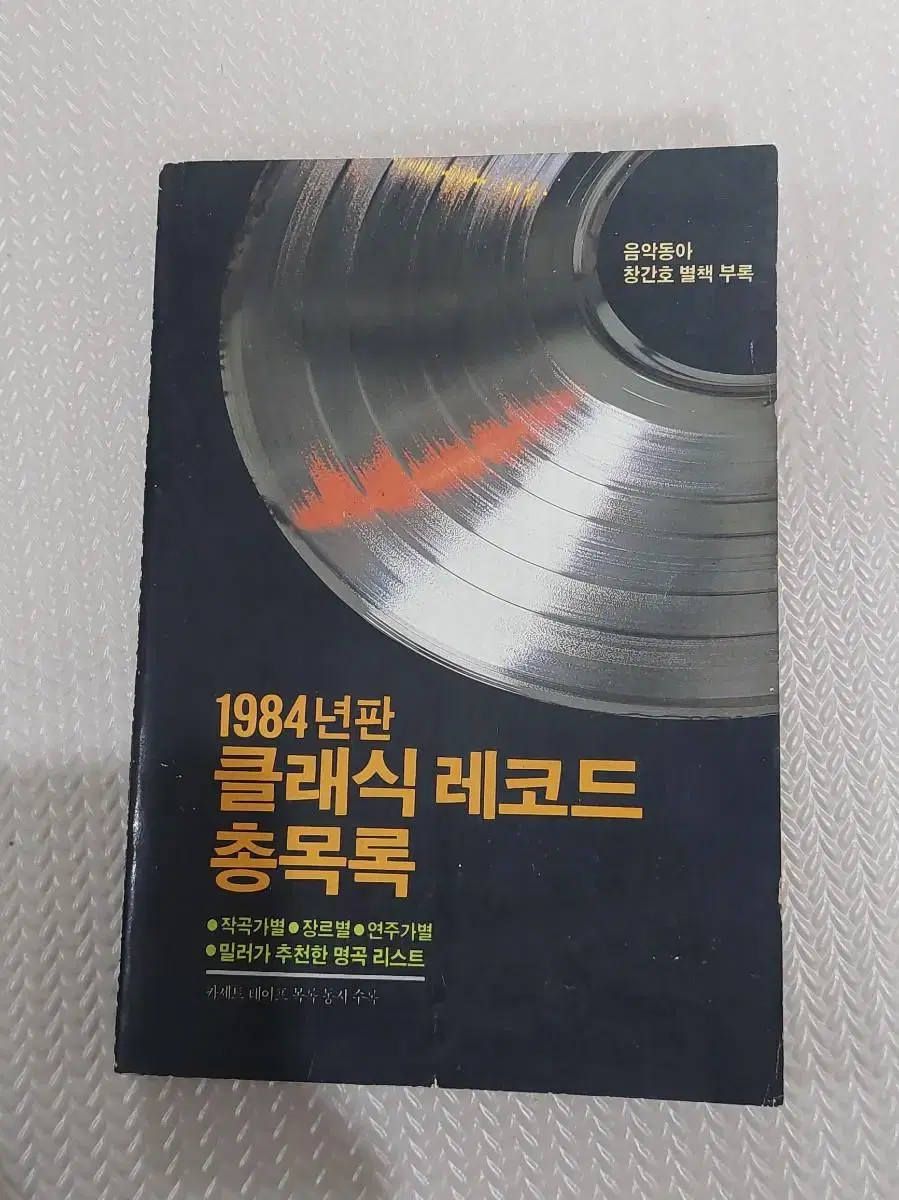 음악동아
창간호 별책 부록
1984년판
클래식 레코드
총목록
●작곡가별 ●장르별 ●연주가별
●밀러가 추천한 명곡 리스트
카세트 테이프 목록 동시 수록